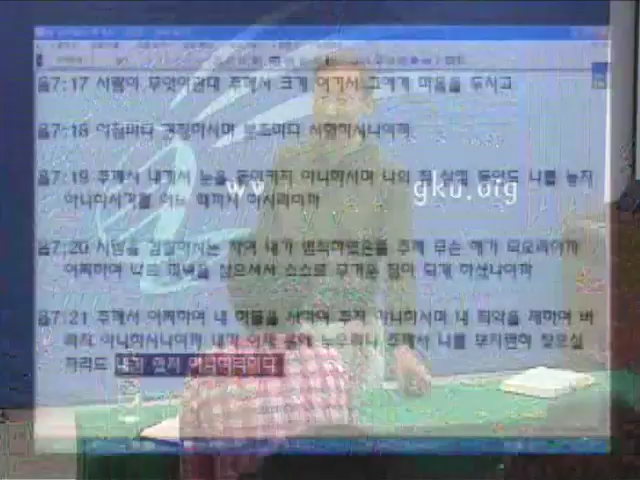 욥7:17 사람이 무엇이관대 주께서 크게 여기사 그에게 마음을 두시고
욥7:18 아침마다 권징하시며 분초마다 시험하시나이까
욥7:19 주께서 내게서 눈을 돌이키지 아니하시며 나의 침 삼킬 동안도 나를 놓지
아니하시기를 어느 때까지 하시리이까
gku.org
욥7:20 사람을 감찰하시는 자여 내가 범죄하였은들 주께 무슨 해가 되오리이까
어찌하여 나로 과녁을 삼으셔서 스스로 무거운 짐이 되게 하셨나이까
욥7:21 주께서 어찌하여 내 허물을 사하여 주지 아니하시며 내 죄악을 제하여 버
리지 아니하시나이까 내가 이제 흙에 누우리니 주께서 나를 부지런히 찾으실
지라도 내가 있지 아니하리이다